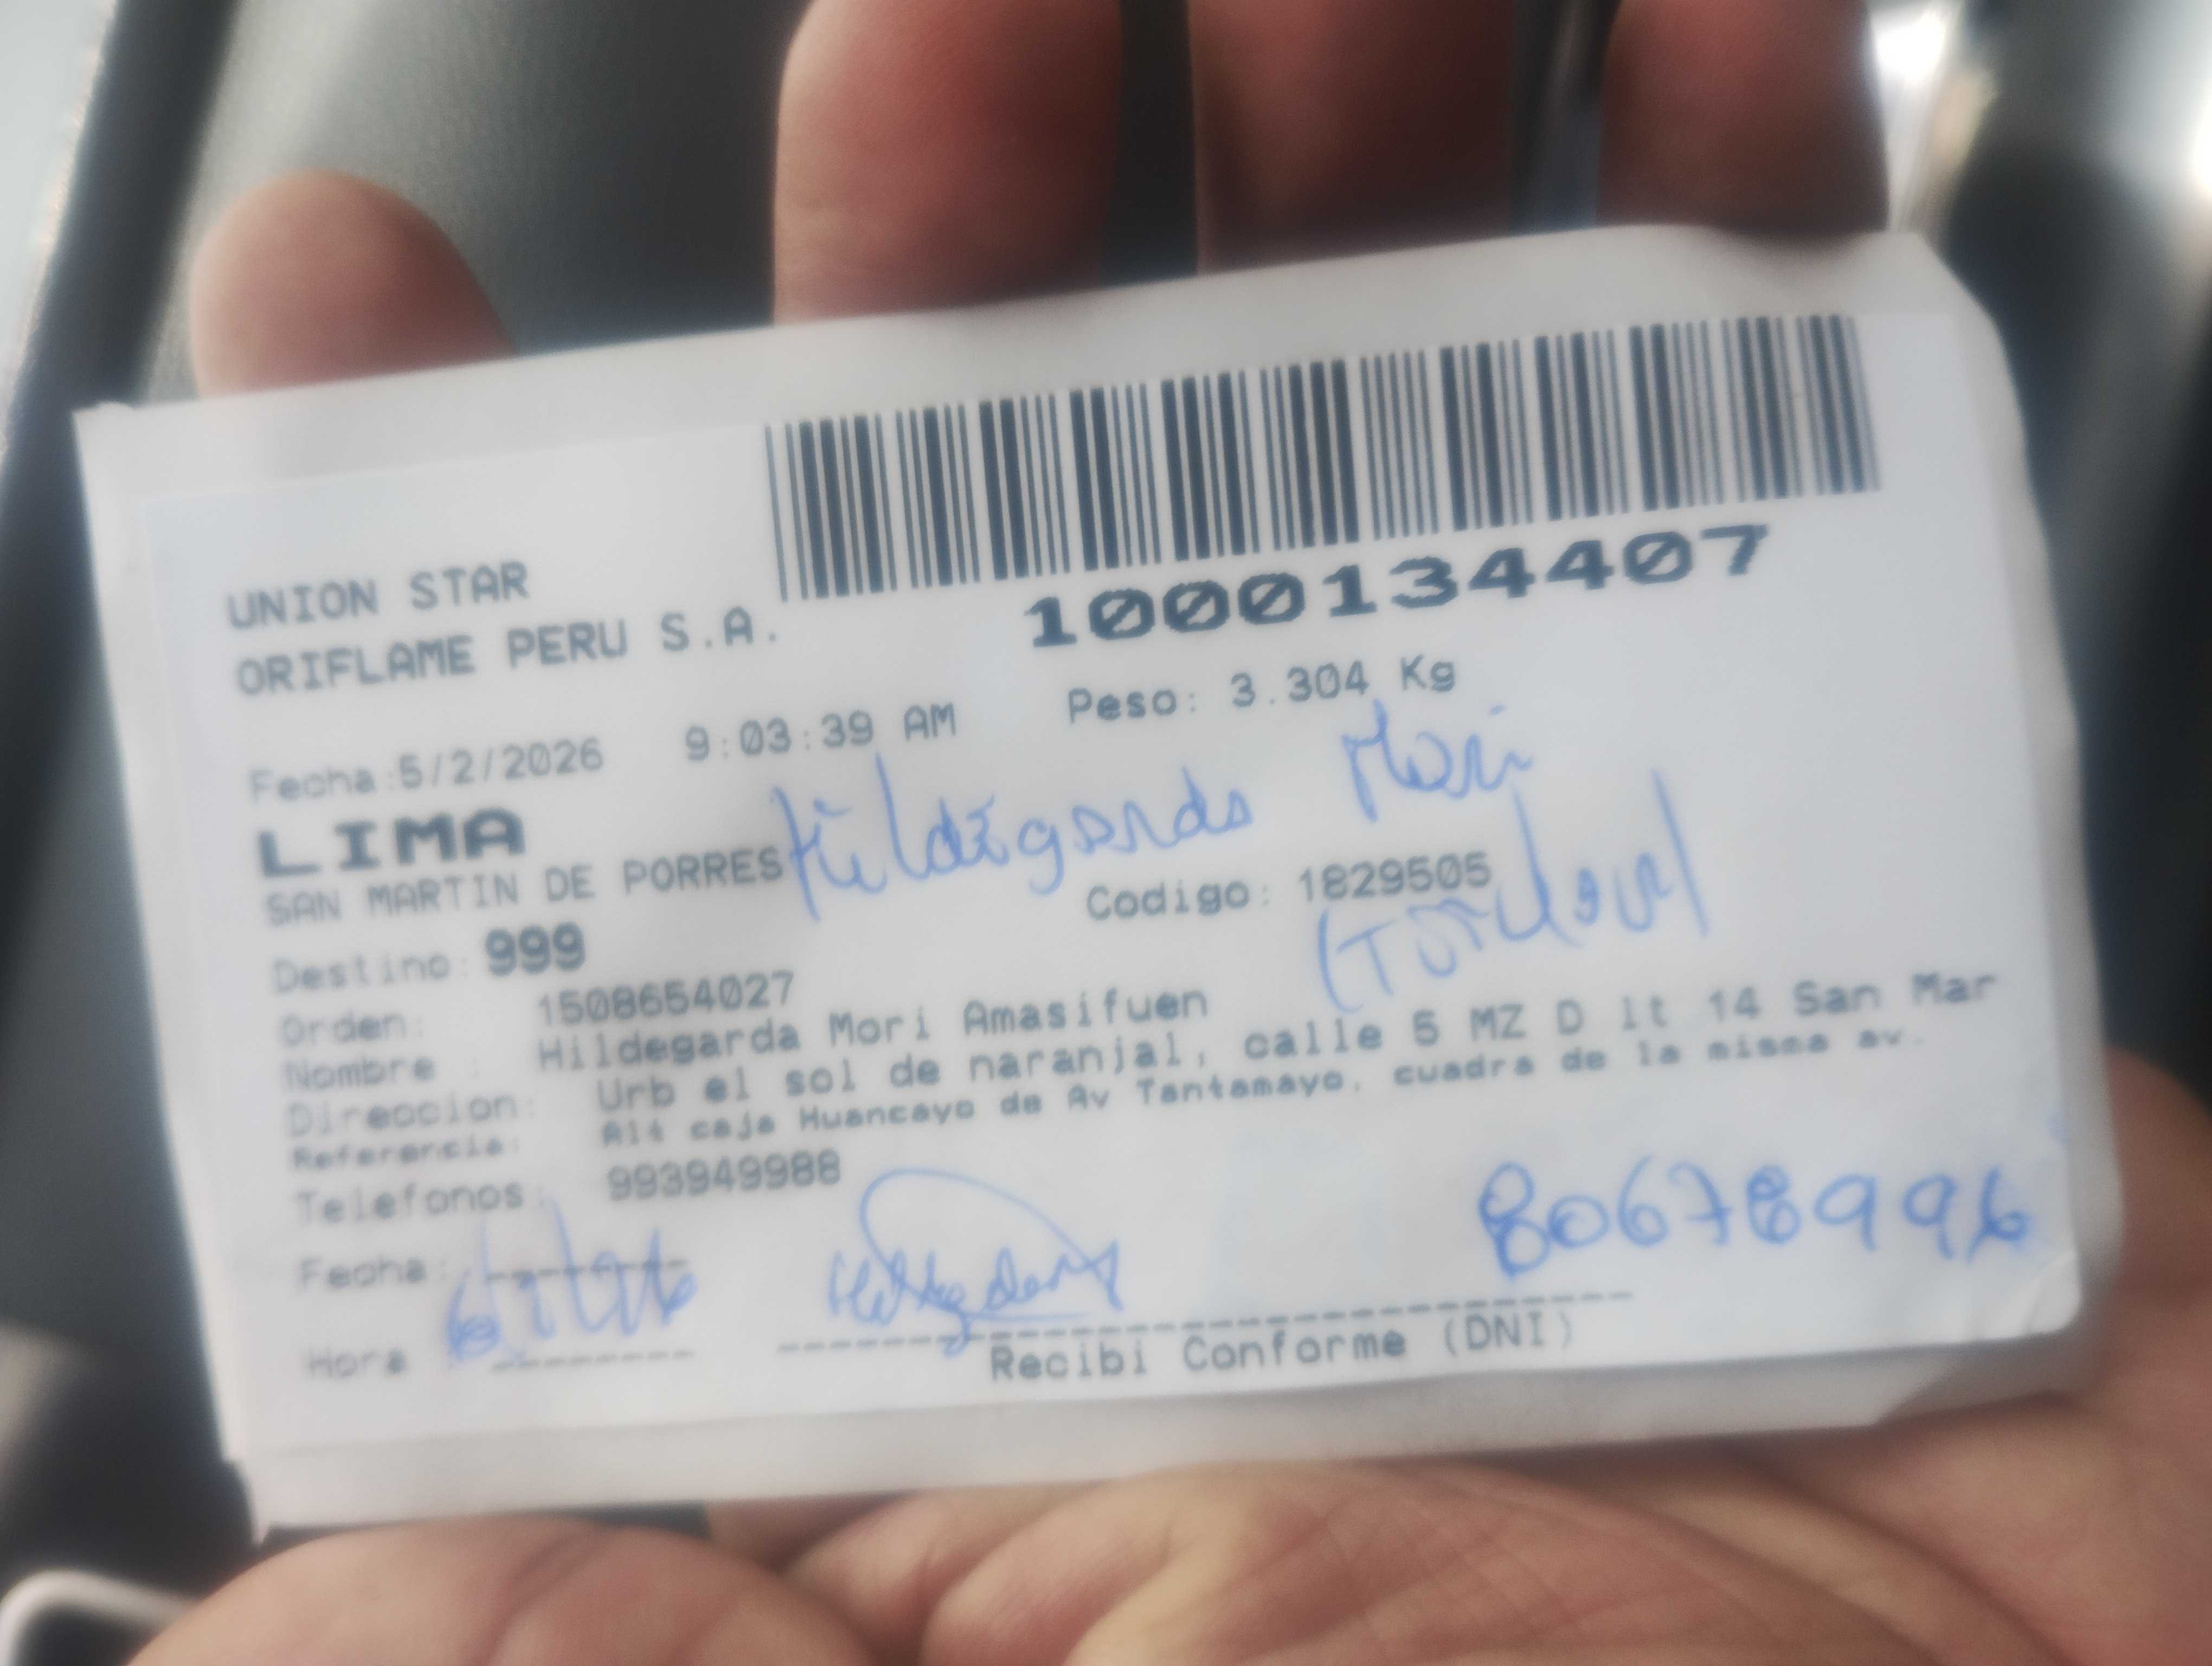 1000134407
UNION STAR
ORIFLAME PERU S.A.
Fecha:5/2/2026 9:03:39 AM Peso: 3.304 Kg
LIMA
Hildegarda Mori
SAN MARTIN DE PORRES
Codigo: 1829505
(Titular)
Destino: 999
Orden: 1508654027
Nombre : Hildegarda Mori Amasifuen
Direccion: Urb el sol de naranjal, calle 5 MZ D lt 14 San Mar
Referencia: Alt caja Huancayo de Av Tantamayo, cuadra de la misma av.
Telefonos: 993949988
Fecha:
80678996
Hora :
Recibi Conforme (DNI)